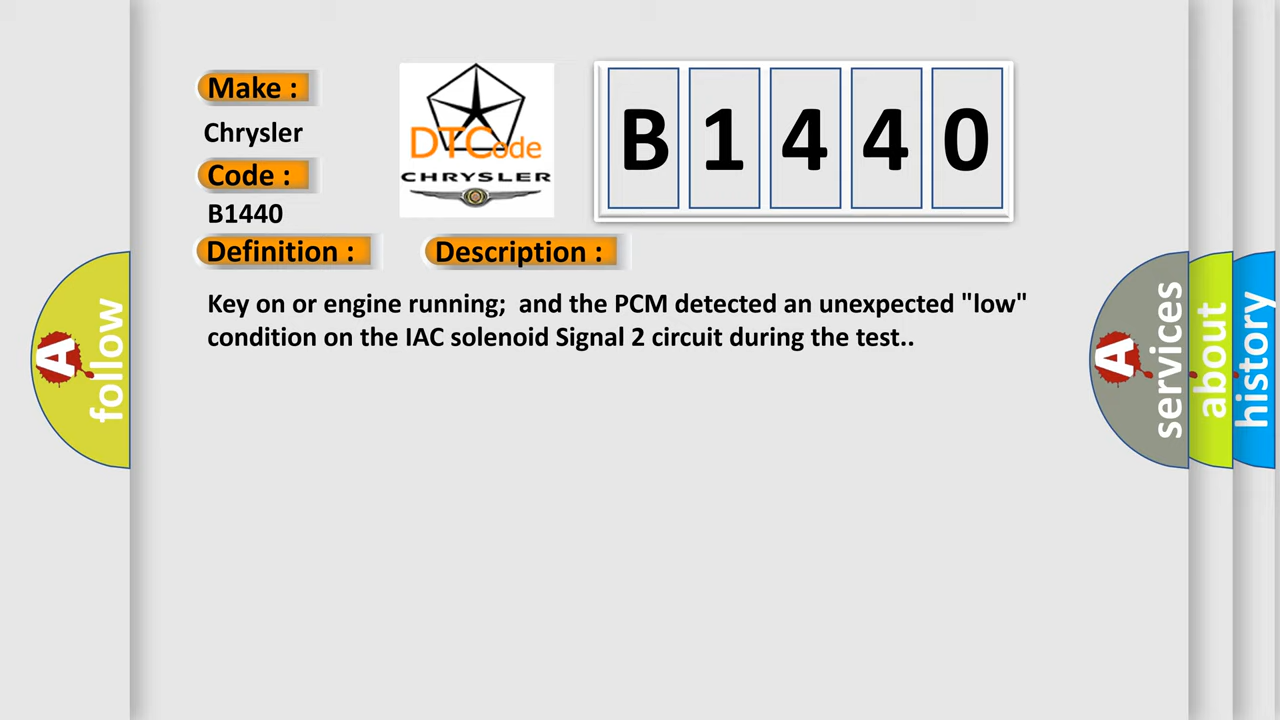 Make :
Chrysler
Code :
B1440
Definition :
Description :
DTCode
CHRYSLER
B 1 4 4 0
Key on or engine running;  and the PCM detected an unexpected "low"
condition on the IAC solenoid Signal 2 circuit during the test..
A follow
A services
about
history